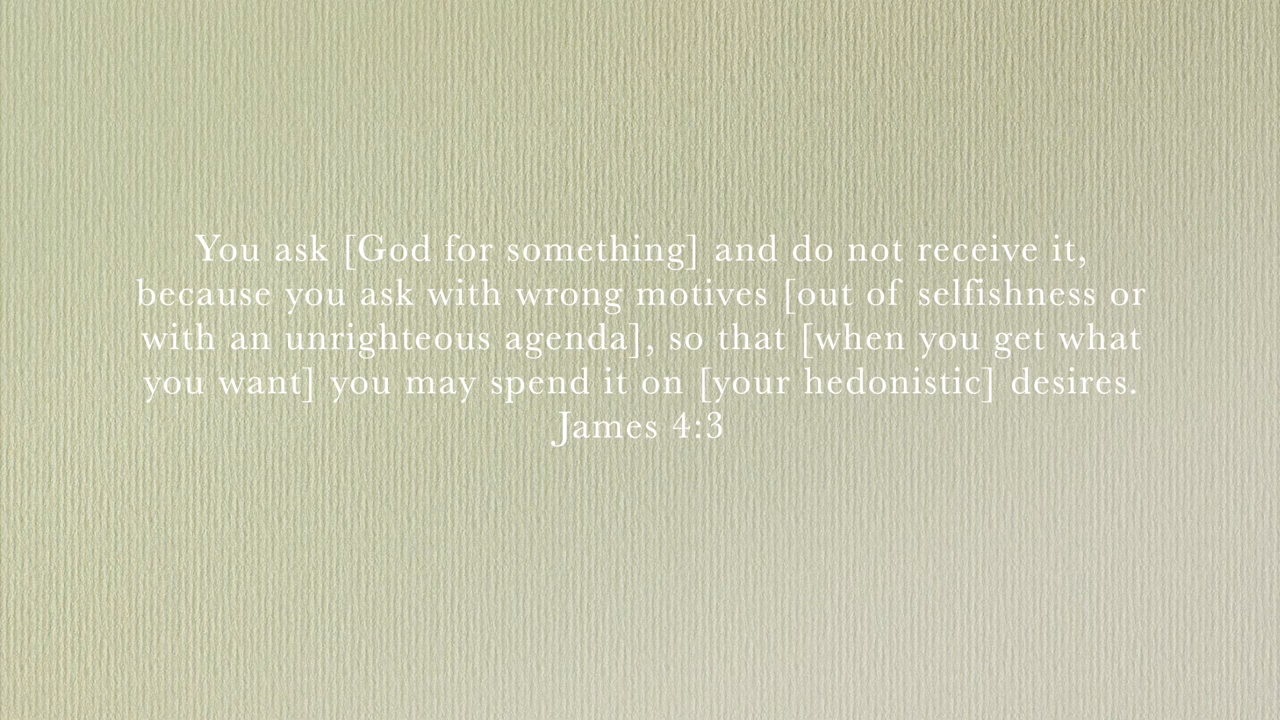 You ask [God for something] and do not receive it,
because you ask with wrong motives [out of selfishness or
with an unrighteous agenda], so that [when you get what
you want] you may spend it on [your hedonistic] desires.
James 4:3